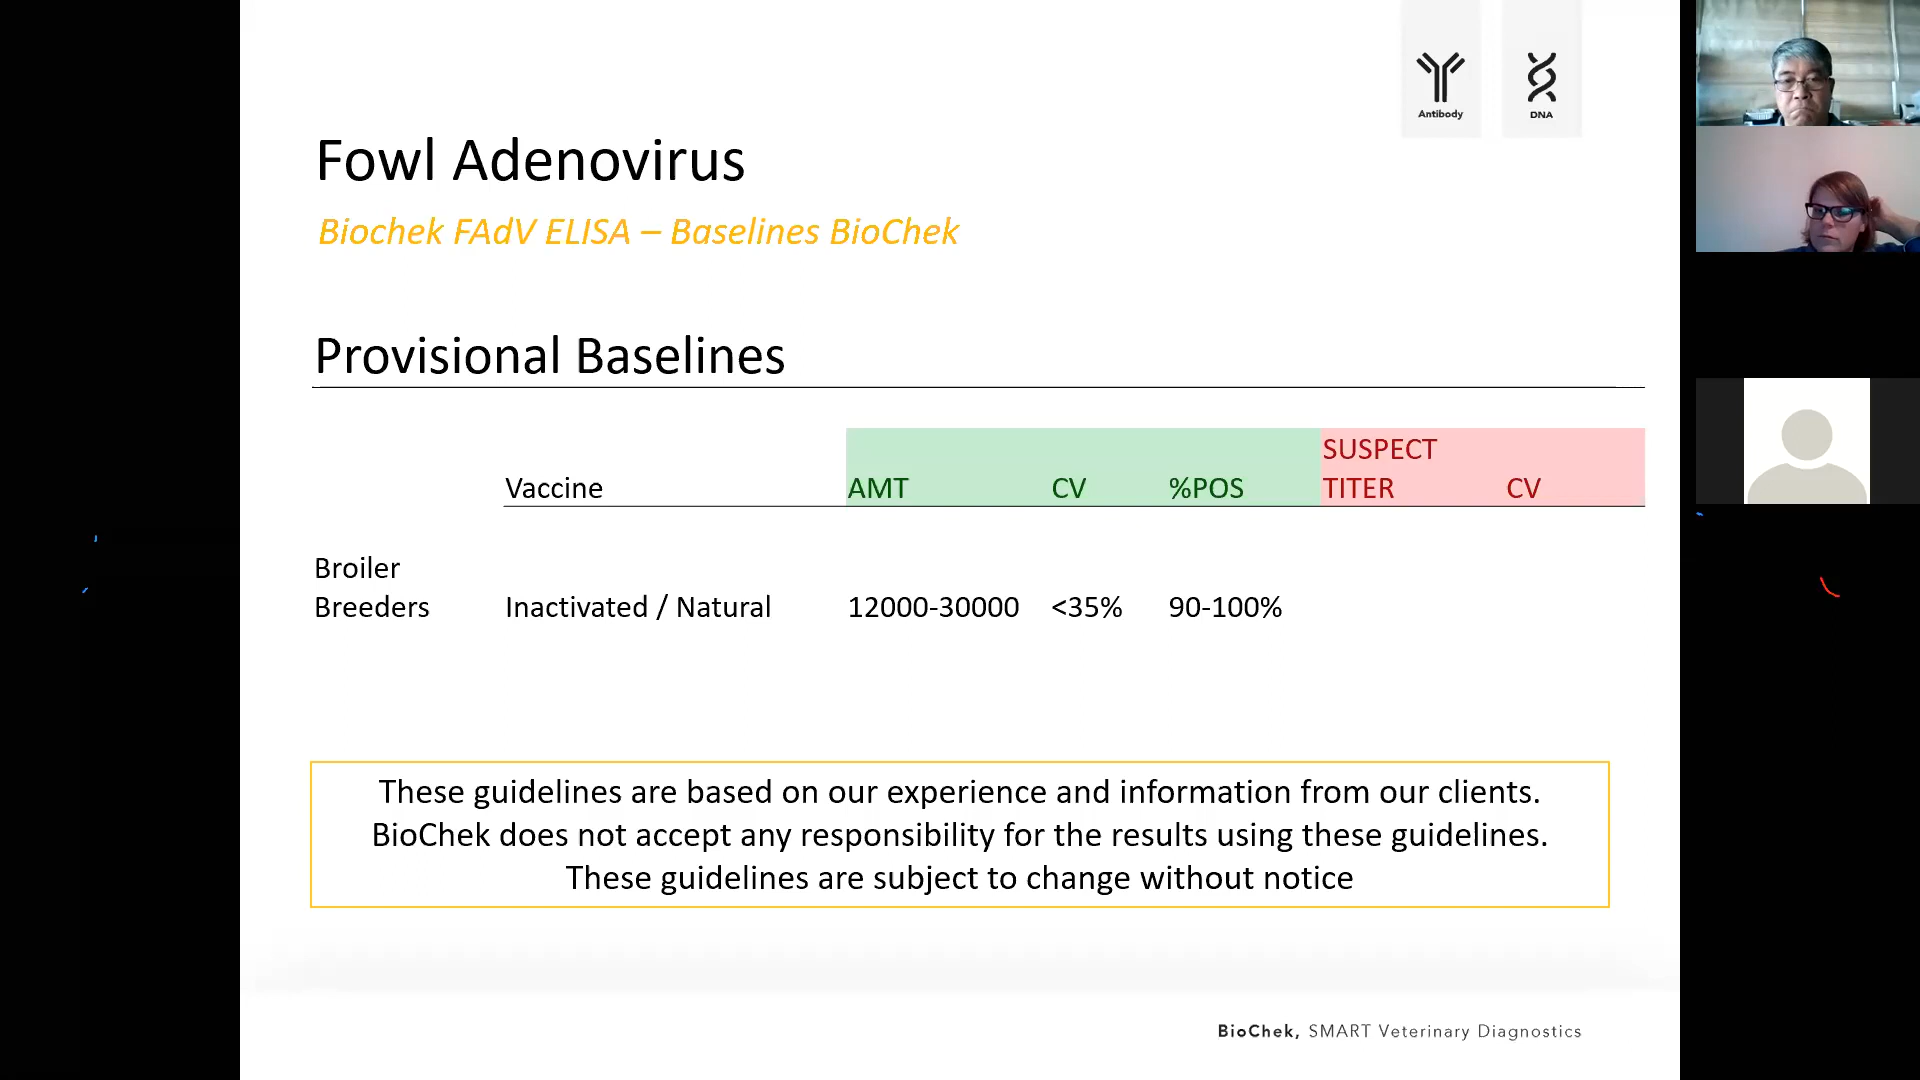 Antibody
DNA
Fowl Adenovirus
Biochek FAdV ELISA – Baselines BioChek
Provisional Baselines
SUSPECT
Vaccine AMT CV %POS TITER CV
Broiler
Breeders Inactivated / Natural 12000-30000 <35% 90-100%
These guidelines are based on our experience and information from our clients.
BioChek does not accept any responsibility for the results using these guidelines.
These guidelines are subject to change without notice
BioChek, SMART Veterinary Diagnostics